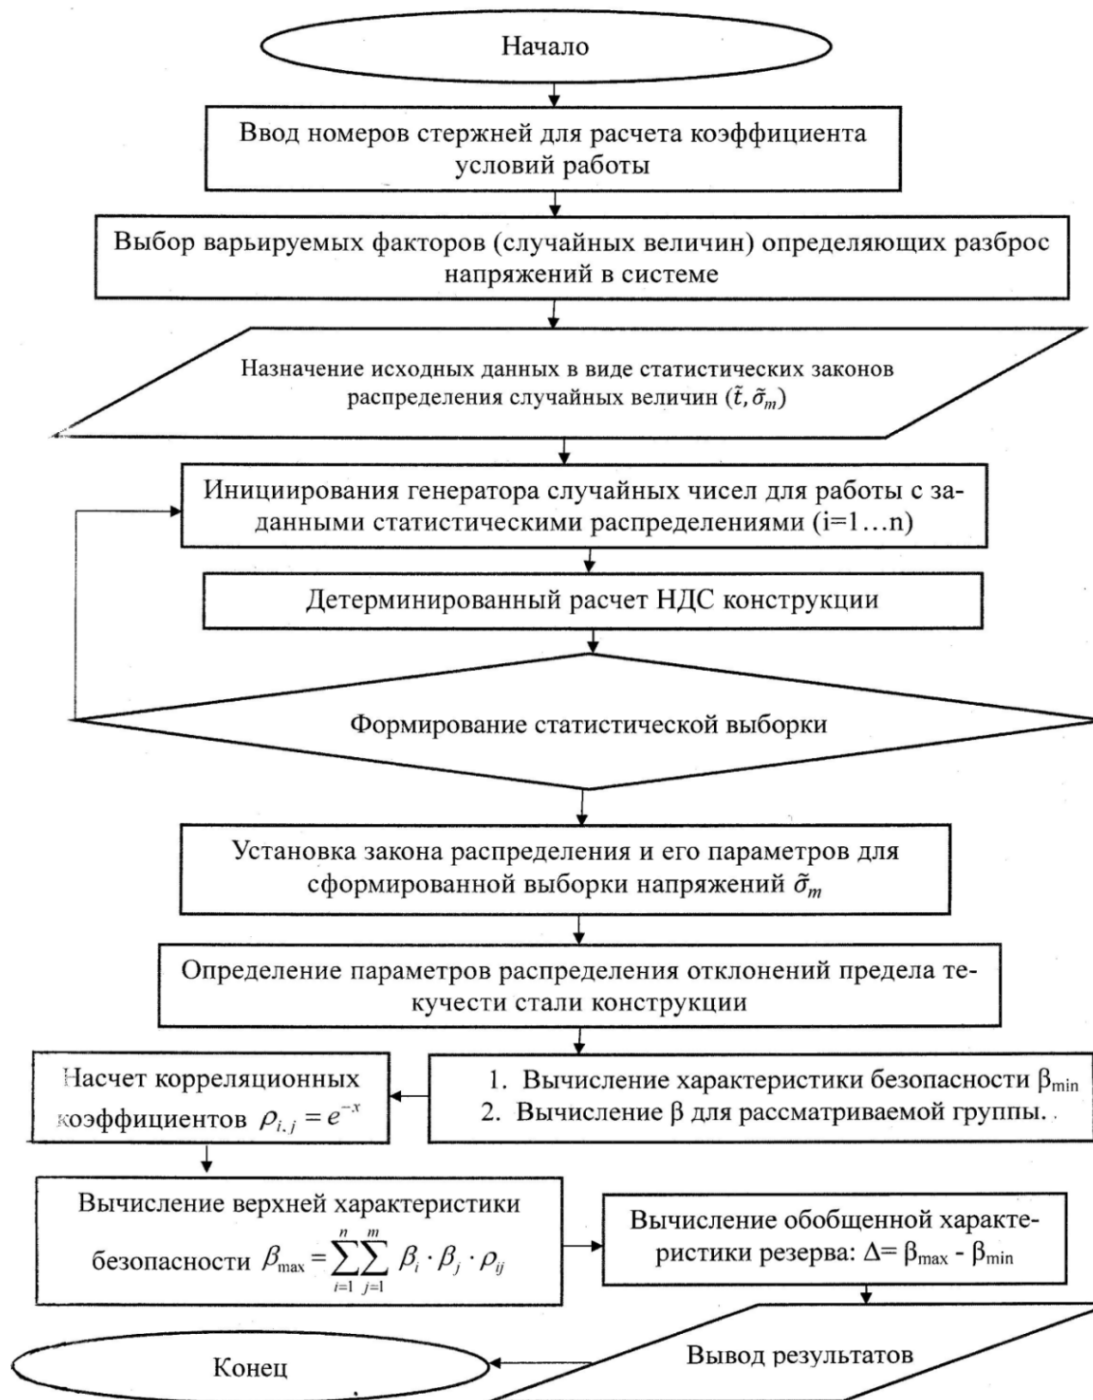 Начало
Ввод номеров стержней для расчета коэффициента
условий работы
Выбор варьируемых факторов (случайных величин) определяющих разброс
напряжений в системе
Назначение исходных данных в виде статистических законов
распределения случайных величин (t̃, σ̃ₘ)
Инициирования генератора случайных чисел для работы с за-
данными статистическими распределениями (i=1…n)
Детерминированный расчет НДС конструкции
Формирование статистической выборки
Установка закона распределения и его параметров для
сформированной выборки напряжений σ̃ₘ
Определение параметров распределения отклонений предела те-
кучести стали конструкции
1. Вычисление характеристики безопасности βmin
2. Вычисление β для рассматриваемой группы.
Насчет корреляционных
коэффициентов ρi,j = e^-x
Вычисление верхней характеристики
безопасности βmax = ∑(i=1…n) ∑(j=1…m) βi · βj · ρij
Вычисление обобщенной характе-
ристики резерва: Δ= βmax - βmin
Вывод результатов
Конец